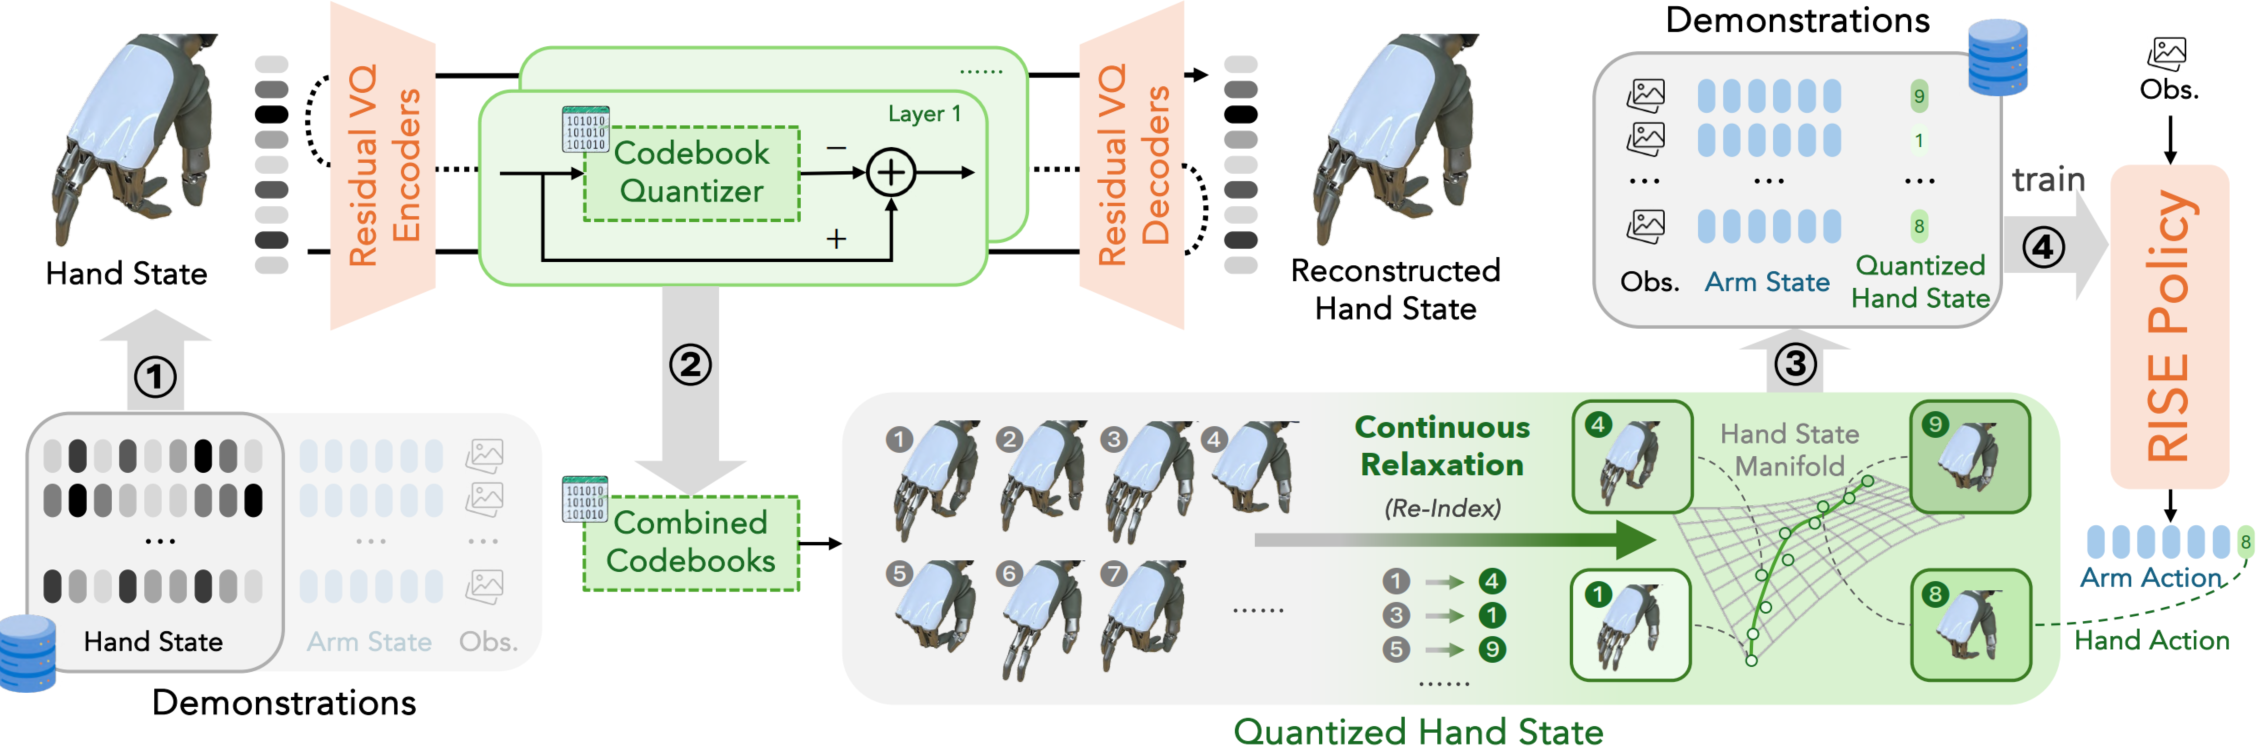 Hand State
Residual VQ
Encoders
......
Layer 1
101010
101010
101010
Codebook
Quantizer
−
+
+
Residual VQ
Decoders
Reconstructed
Hand State
Demonstrations
9
1
...
...
...
8
Obs.
Arm State
Quantized
Hand State
train
④
Obs.
RISE Policy
8
Arm Action
Hand Action
①
...
...
...
Hand State
Arm State
Obs.
Demonstrations
②
101010
101010
101010
Combined
Codebooks
1
2
3
4
5
6
7
......
Continuous
Relaxation
(Re-Index)
1 → 4
3 → 1
5 → 9
......
③
4
Hand State
Manifold
9
1
8
Quantized Hand State